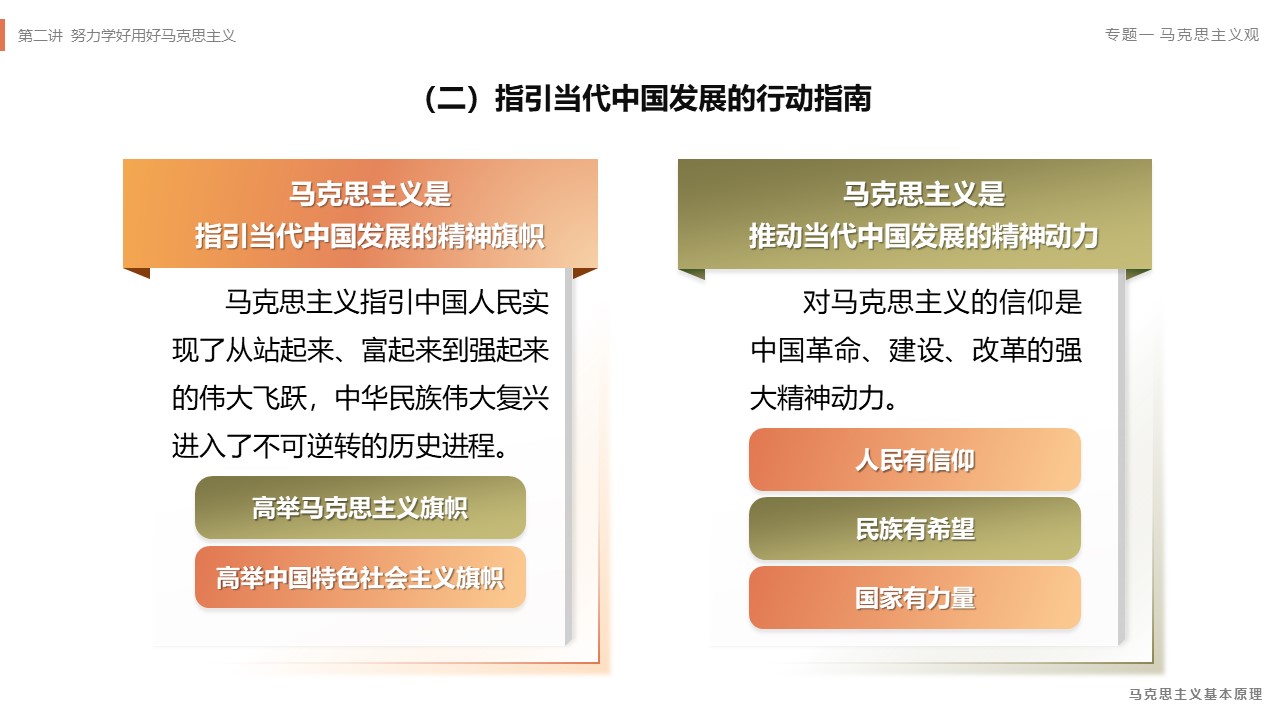 第二讲 努力学好用好马克思主义
专题一 马克思主义观
（二）指引当代中国发展的行动指南
马克思主义是
指引当代中国发展的精神旗帜
马克思主义指引中国人民实
现了从站起来、富起来到强起来
的伟大飞跃，中华民族伟大复兴
进入了不可逆转的历史进程。
高举马克思主义旗帜
高举中国特色社会主义旗帜
马克思主义是
推动当代中国发展的精神动力
对马克思主义的信仰是
中国革命、建设、改革的强
大精神动力。
人民有信仰
民族有希望
国家有力量
马克思主义基本原理